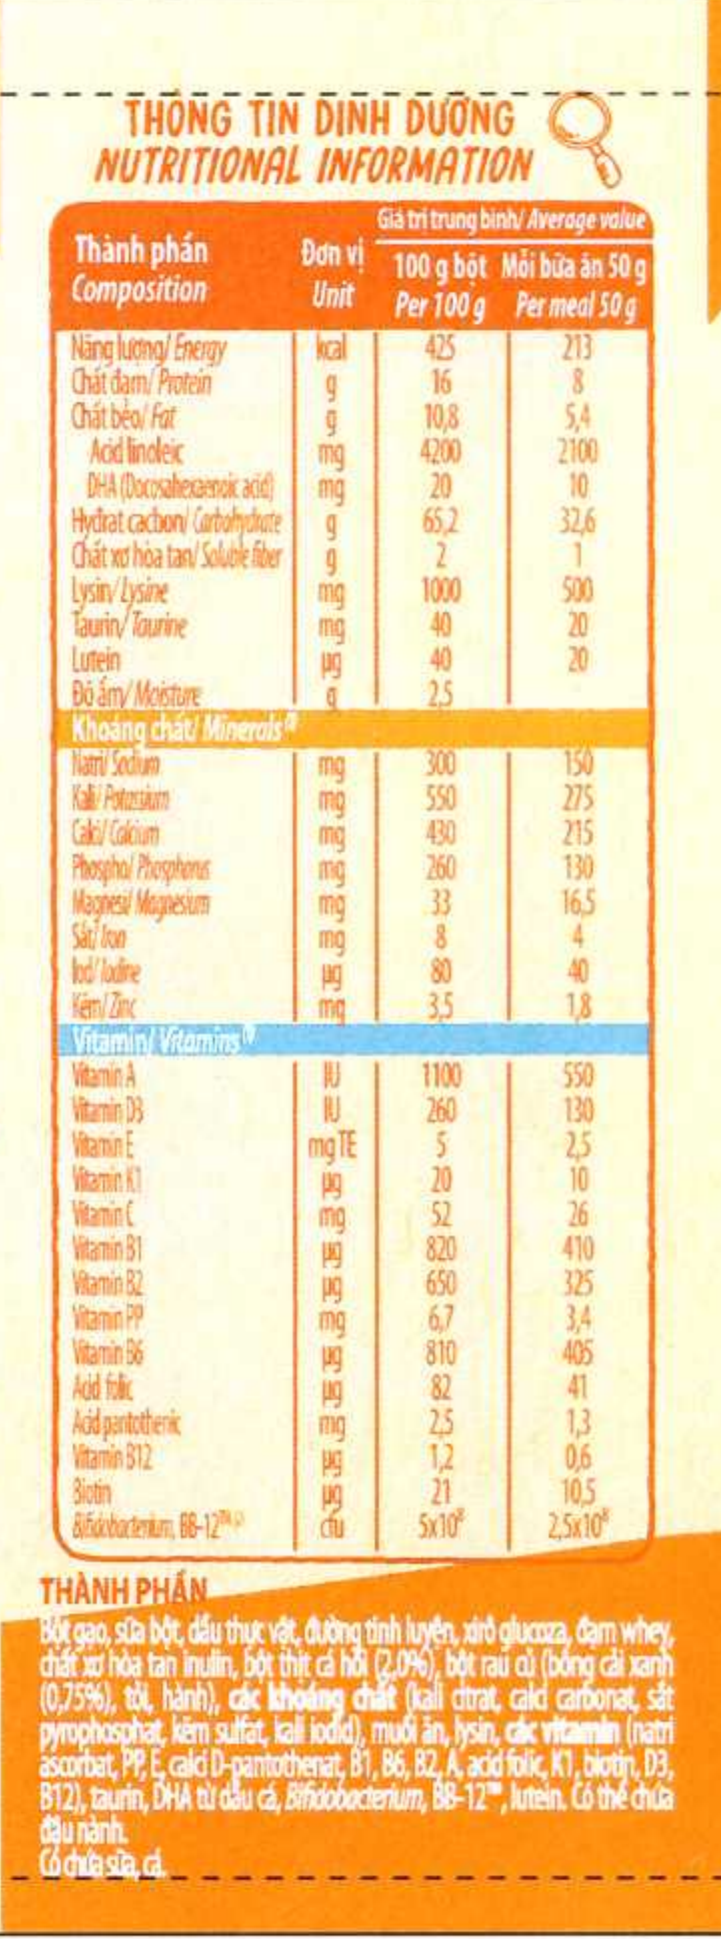 THÔNG TIN DINH DƯỠNG
NUTRITIONAL INFORMATION
Giá trị trung bình/ Average value
Thành phần Đơn vị 100 g bột Mỗi bữa ăn 50 g
Composition Unit Per 100 g Per meal 50 g
Năng lượng/ Energy kcal 425 213
Chất đạm/ Protein g 16 8
Chất béo/ Fat g 10,8 5,4
Acid linoleic mg 4200 2100
DHA (Docosahexaenoic acid) mg 20 10
Hydrat cacbon/ Carbohydrate g 65,2 32,6
Chất xơ hòa tan/ Soluble fiber g 2 1
Lysin/ Lysine mg 1000 500
Taurin/ Taurine mg 40 20
Lutein µg 40 20
Độ ẩm/ Moisture g 2,5
Khoáng chất/ Minerals
Natri/ Sodium mg 300 150
Kali/ Potassium mg 550 275
Calci/ Calcium mg 430 215
Phospho/ Phosphorus mg 260 130
Magnesi/ Magnesium mg 33 16,5
Sắt/ Iron mg 8 4
Iod/ Iodine µg 80 40
Kẽm/ Zinc mg 3,5 1,8
Vitamin/ Vitamins
Vitamin A IU 1100 550
Vitamin D3 IU 260 130
Vitamin E mg TE 5 2,5
Vitamin K1 µg 20 10
Vitamin C mg 52 26
Vitamin B1 µg 820 410
Vitamin B2 µg 650 325
Vitamin PP mg 6,7 3,4
Vitamin B6 µg 810 405
Acid folic µg 82 41
Acid pantothenic mg 2,5 1,3
Vitamin B12 µg 1,2 0,6
Biotin µg 21 10,5
Bifidobacterium, BB-12™ cfu 5x10⁸ 2,5x10⁸
THÀNH PHẦN
Bột gạo, sữa bột, dầu thực vật, đường tinh luyện, xirô glucoza, đạm whey,
chất xơ hòa tan inulin, bột thịt cá hồi (2,0%), bột rau củ (bông cải xanh
(0,75%), tỏi, hành), các khoáng chất (kali citrat, calci carbonat, sắt
pyrophosphat, kẽm sulfat, kali iodid), muối ăn, lysin, các vitamin (natri
ascorbat, PP, E, calci D-pantothenat, B1, B6, B2, A, acid folic, K1, biotin, D3,
B12), taurin, DHA từ dầu cá, Bifidobacterium, BB-12™, lutein. Có thể chứa
đậu nành.
Có chứa sữa, cá.